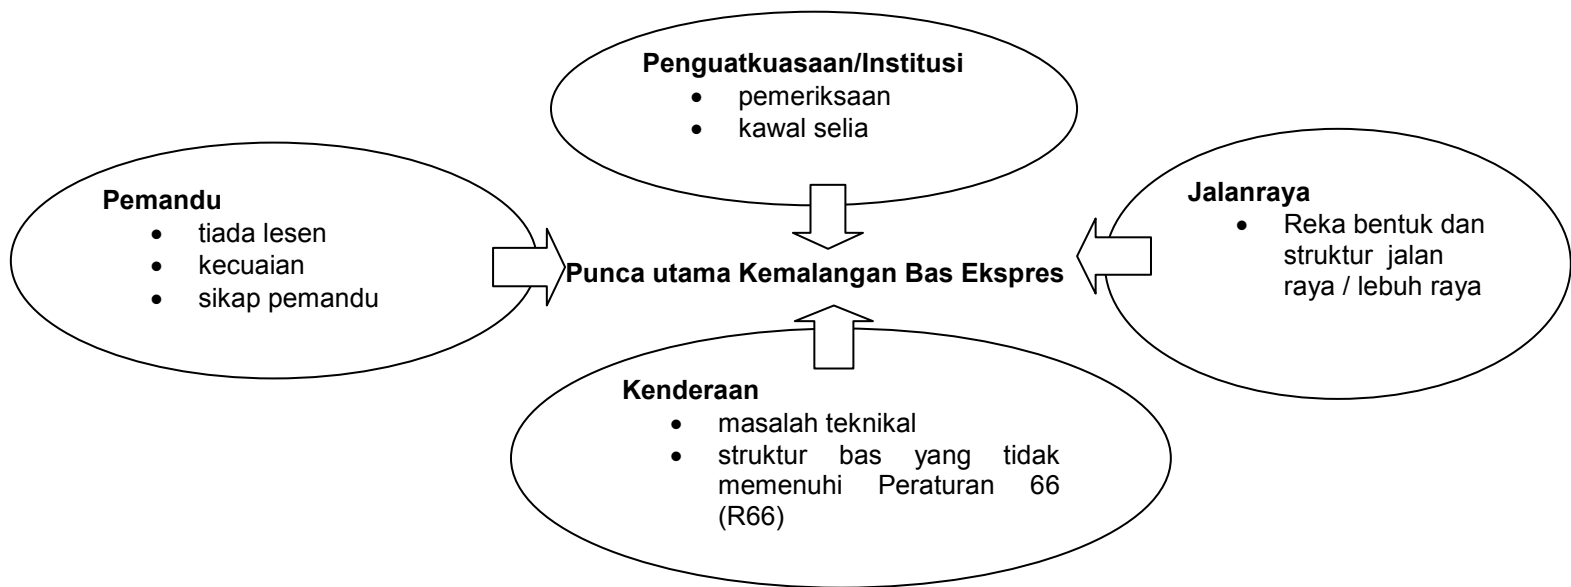 Penguatkuasaan/Institusi
• pemeriksaan
• kawal selia
Pemandu
• tiada lesen
• kecuaian
• sikap pemandu
Jalanraya
• Reka bentuk dan
struktur jalan
raya / lebuh raya
Punca utama Kemalangan Bas Ekspres
Kenderaan
• masalah teknikal
• struktur bas yang tidak
memenuhi Peraturan 66
(R66)